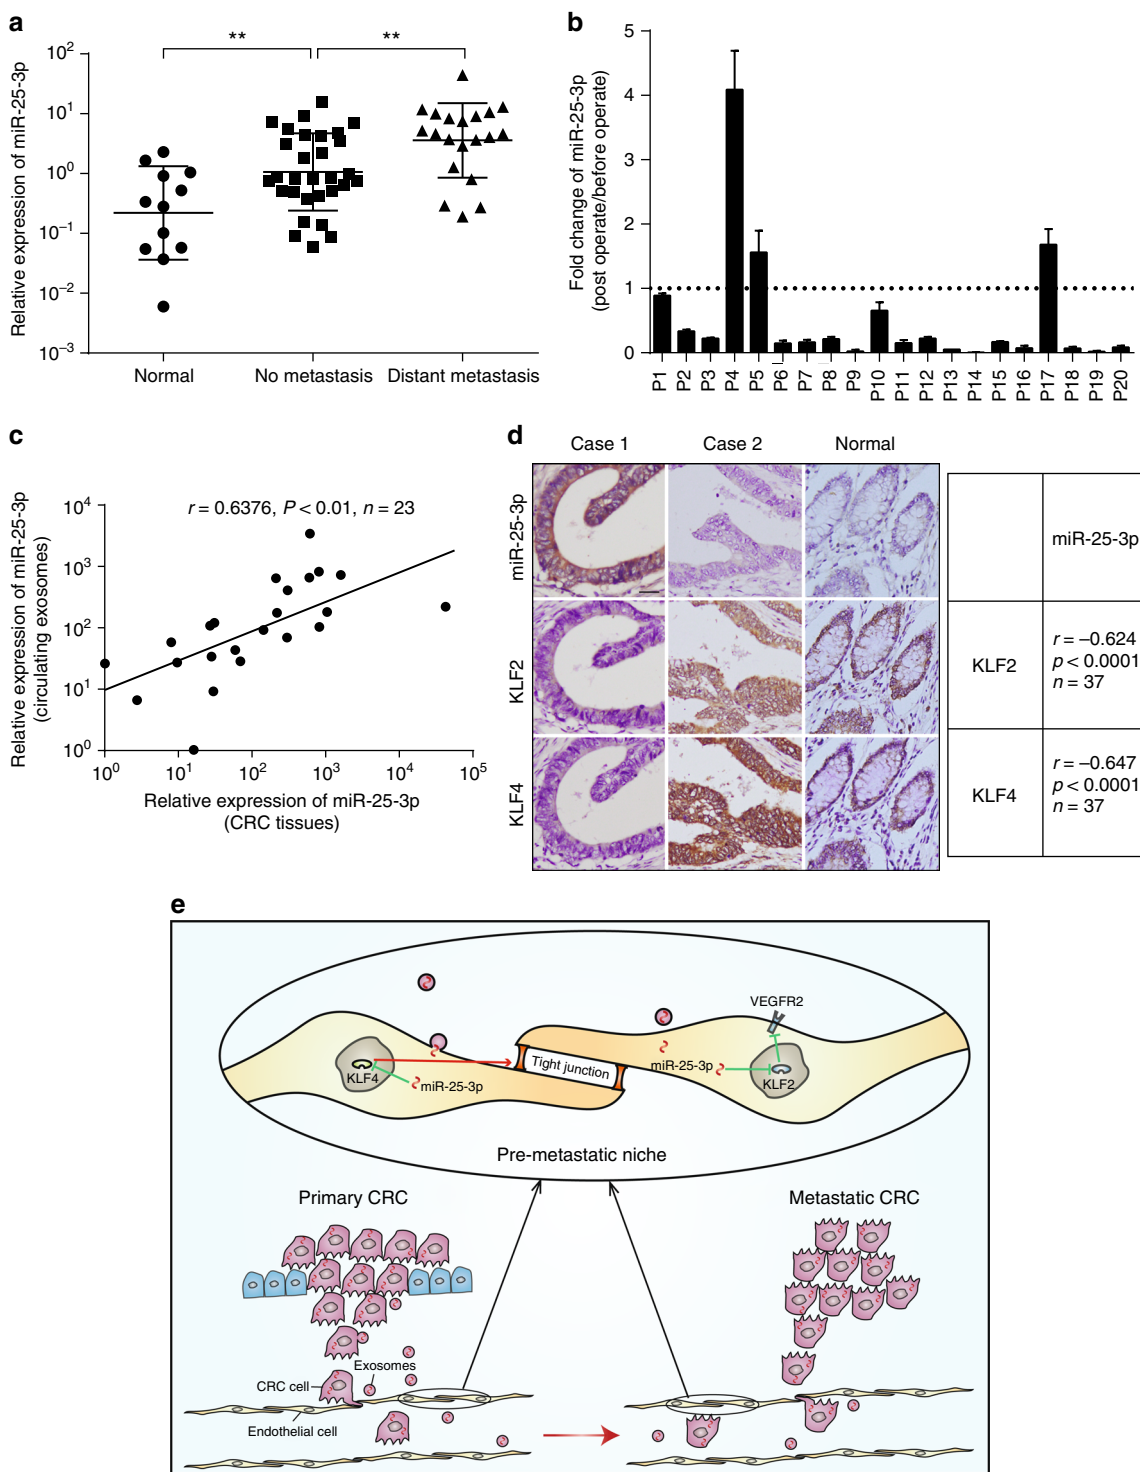 a
** **
Relative expression of miR-25-3p
10²
10¹
10⁰
10⁻¹
10⁻²
10⁻³
Normal No metastasis Distant metastasis
b
Fold change of miR-25-3p
(post operate/before operate)
5
4
3
2
1
0
P1 P2 P3 P4 P5 P6 P7 P8 P9 P10 P11 P12 P13 P14 P15 P16 P17 P18 P19 P20
c
Relative expression of miR-25-3p
(circulating exosomes)
r = 0.6376, P < 0.01, n = 23
10⁴
10³
10²
10¹
10⁰
10⁰ 10¹ 10² 10³ 10⁴ 10⁵
Relative expression of miR-25-3p
(CRC tissues)
d
Case 1 Case 2 Normal
miR-25-3p
KLF2
KLF4
miR-25-3p
KLF2
r = –0.624
p < 0.0001
n = 37
KLF4
r = –0.647
p < 0.0001
n = 37
e
VEGFR2
KLF4
miR-25-3p
Tight junction
miR-25-3p
KLF2
Pre-metastatic niche
Primary CRC
Metastatic CRC
Exosomes
CRC cell
Endothelial cell